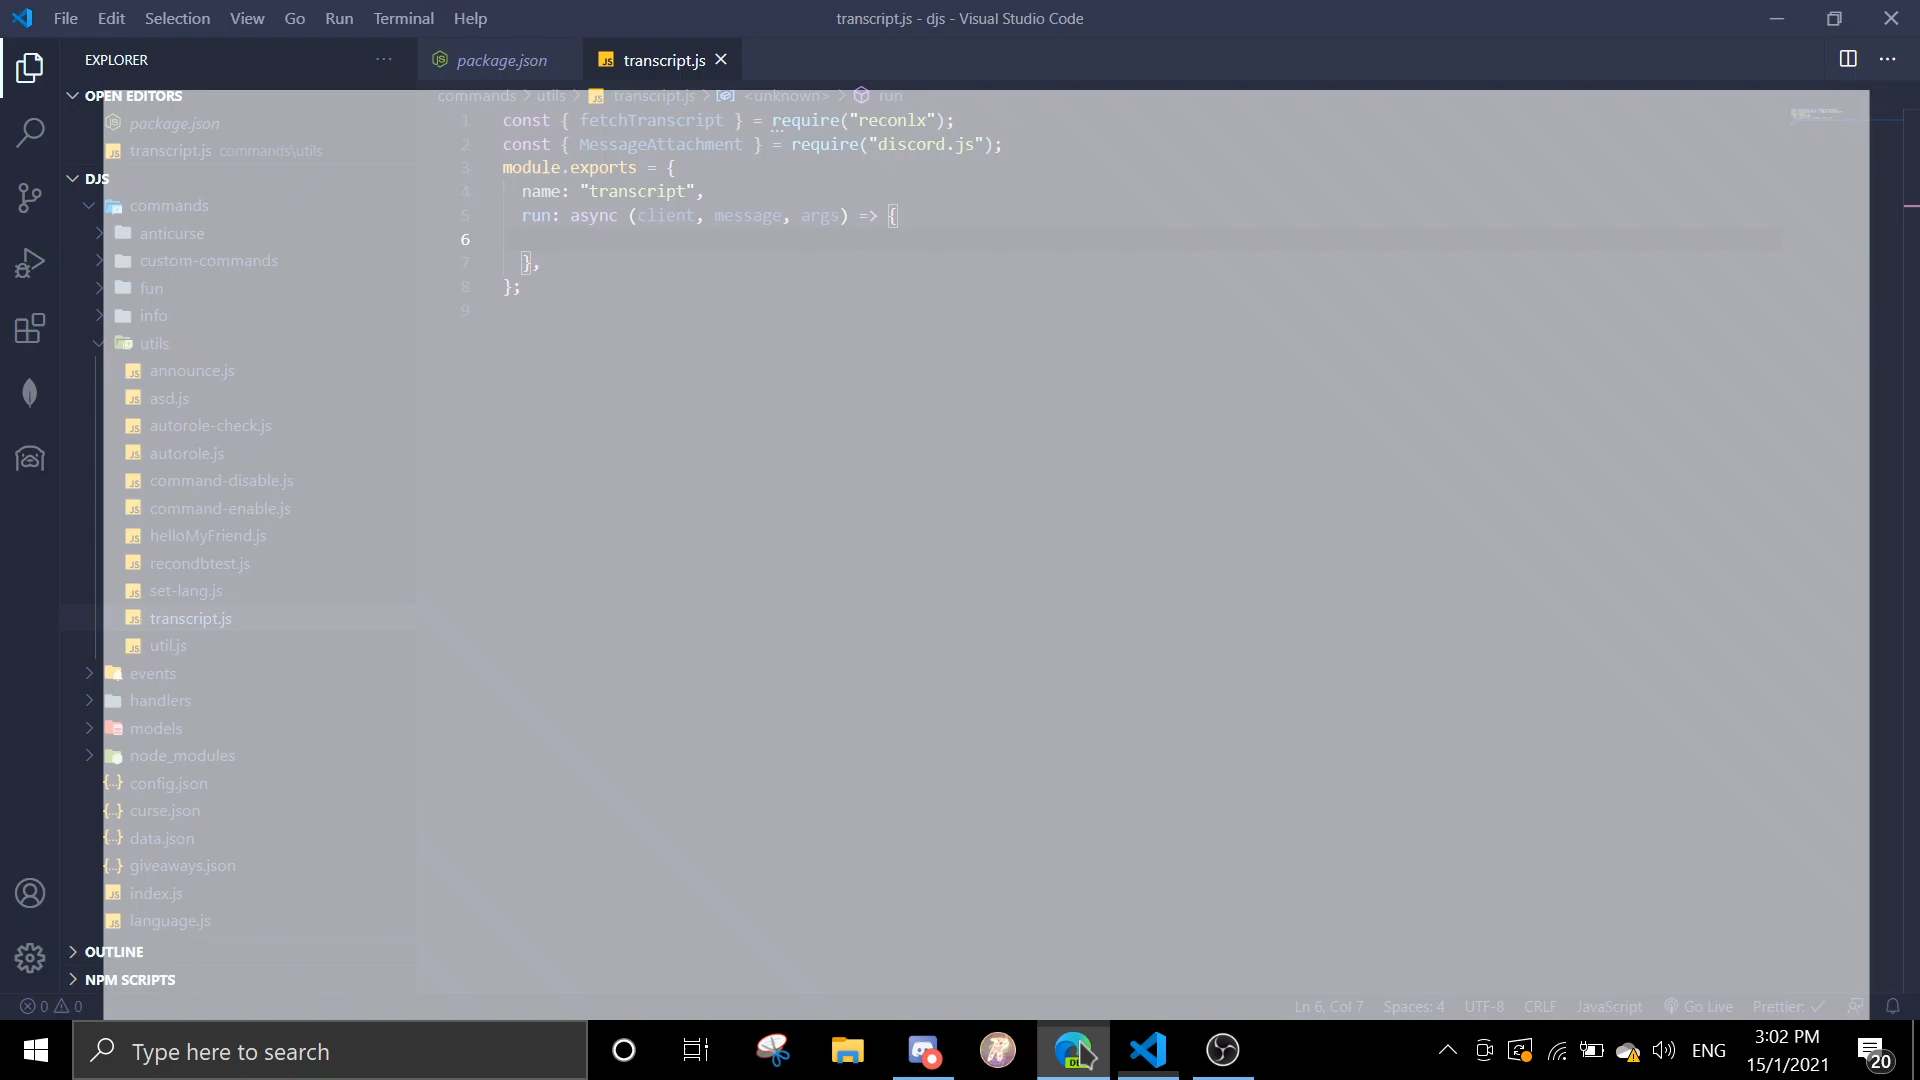 File Edit Selection View Go Run Terminal Help
transcript.js - djs - Visual Studio Code
EXPLORER
package.json
transcript.js
OPEN EDITORS
package.json
transcript.js commands\utils
DJS
commands
anticurse
custom-commands
fun
info
utils
announce.js
asd.js
autorole-check.js
autorole.js
command-disable.js
command-enable.js
helloMyFriend.js
recondbtest.js
set-lang.js
transcript.js
util.js
events
handlers
models
node_modules
config.json
curse.json
data.json
giveaways.json
index.js
language.js
OUTLINE
NPM SCRIPTS
commands > utils > transcript.js > <unknown> > run
1 const { fetchTranscript } = require("reconlx");
2 const { MessageAttachment } = require("discord.js");
3 module.exports = {
4 name: "transcript",
5 run: async (client, message, args) => {
6
7 },
8 };
9
0 0
Ln 6, Col 7 Spaces: 4 UTF-8 CRLF JavaScript Go Live Prettier: ✓
Type here to search
ENG
3:02 PM
15/1/2021
20